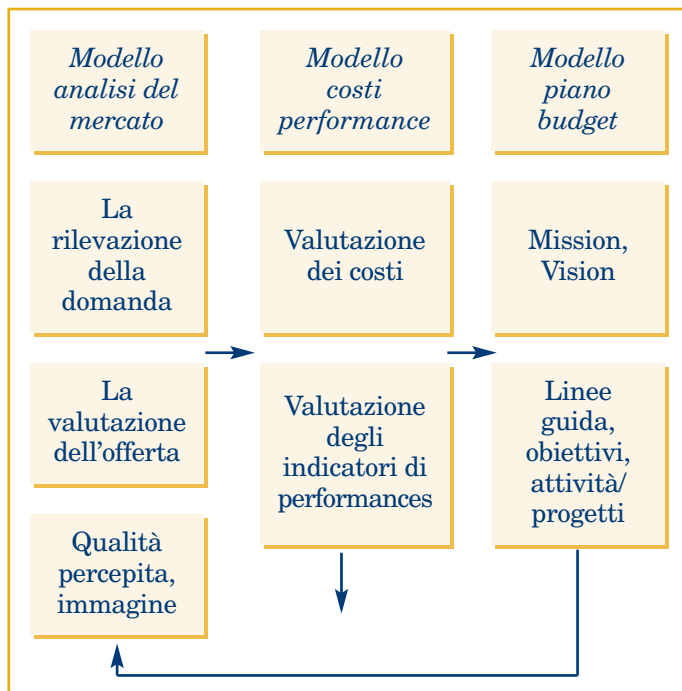 Modello
analisi del
mercato
Modello
costi
performance
Modello
piano
budget
La
rilevazione
della
domanda
Valutazione
dei costi
Mission,
Vision
La
valutazione
dell'offerta
Valutazione
degli
indicatori di
performances
Linee
guida,
obiettivi,
attività/
progetti
Qualità
percepita,
immagine